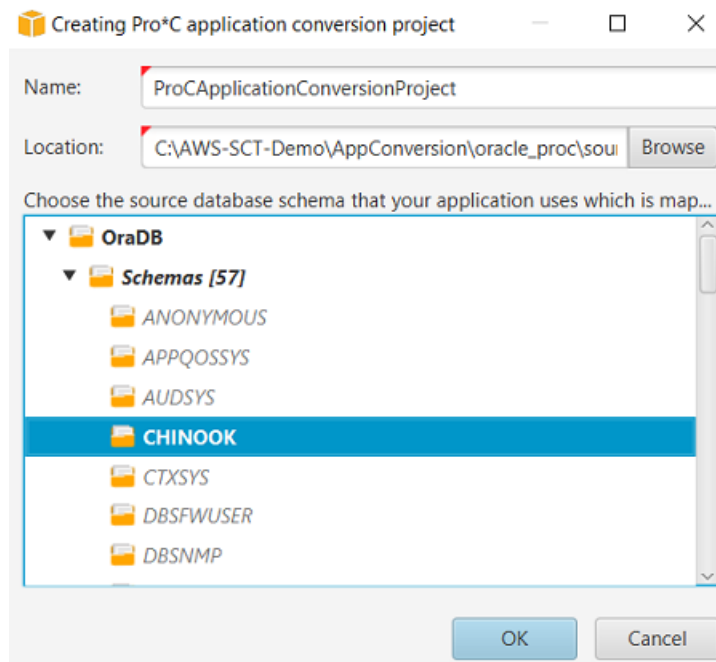 Creating Pro*C application conversion project
Name: ProCApplicationConversionProject
Location: C:\AWS-SCT-Demo\AppConversion\oracle_proc\sour Browse
Choose the source database schema that your application uses which is map...
OraDB
Schemas [57]
ANONYMOUS
APPQOSSYS
AUDSYS
CHINOOK
CTXSYS
DBSFWUSER
DBSNMP
OK Cancel